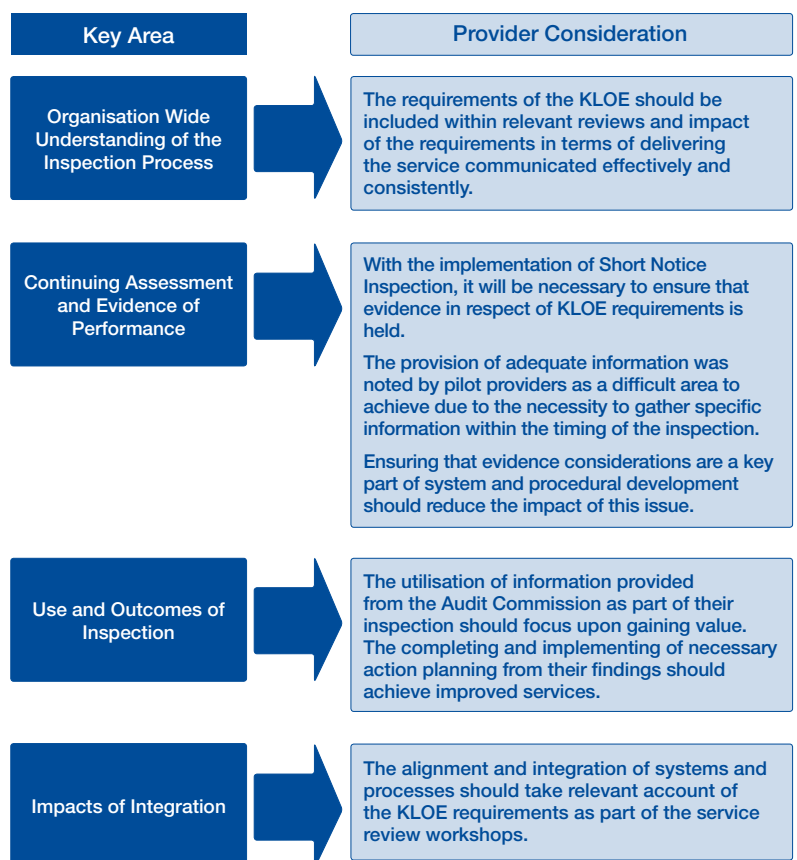 Key Area
Provider Consideration
Organisation Wide
Understanding of the
Inspection Process
The requirements of the KLOE should be
included within relevant reviews and impact
of the requirements in terms of delivering
the service communicated effectively and
consistently.
Continuing Assessment
and Evidence of
Performance
With the implementation of Short Notice
Inspection, it will be necessary to ensure that
evidence in respect of KLOE requirements is
held.
The provision of adequate information was
noted by pilot providers as a difficult area to
achieve due to the necessity to gather specific
information within the timing of the inspection.
Ensuring that evidence considerations are a key
part of system and procedural development
should reduce the impact of this issue.
Use and Outcomes of
Inspection
The utilisation of information provided
from the Audit Commission as part of their
inspection should focus upon gaining value.
The completing and implementing of necessary
action planning from their findings should
achieve improved services.
Impacts of Integration
The alignment and integration of systems and
processes should take relevant account of
the KLOE requirements as part of the service
review workshops.